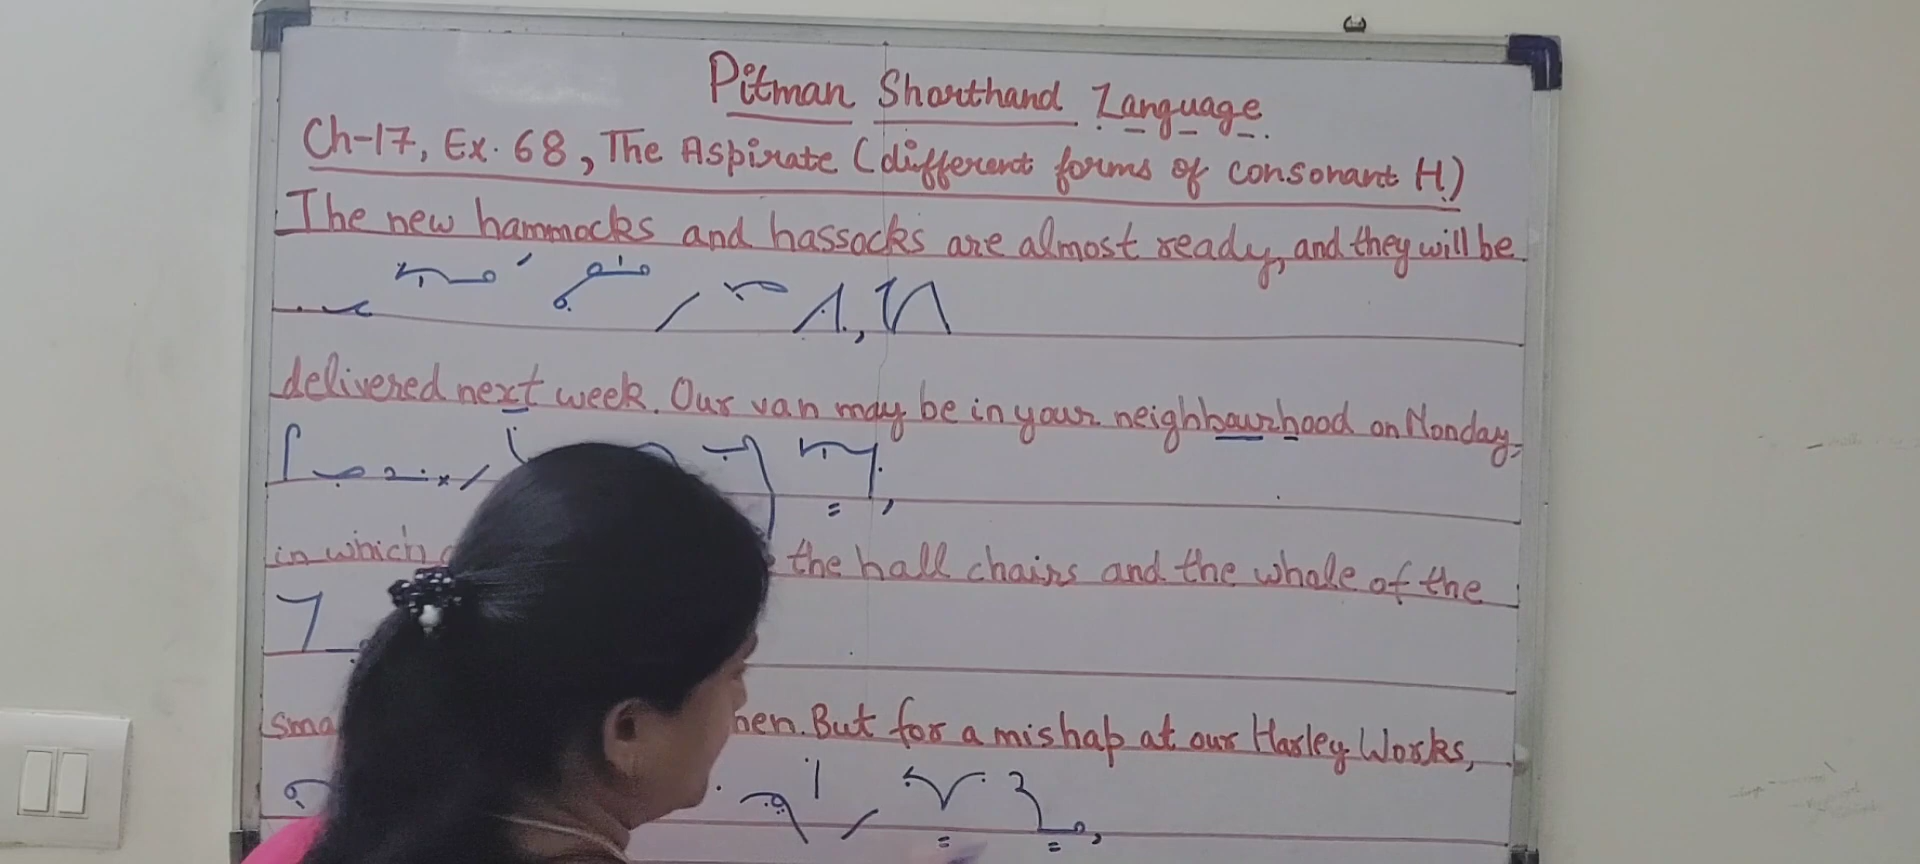 Pitman Shorthand Language
Ch-17, Ex. 68, The Aspirate (different forms of consonant H)
The new hammocks and hassocks are almost ready, and they will be
delivered next week. Our van may be in your neighbourhood on Monday,
in which the hall chairs and the whole of the
But for a mishap at our Harley Works,